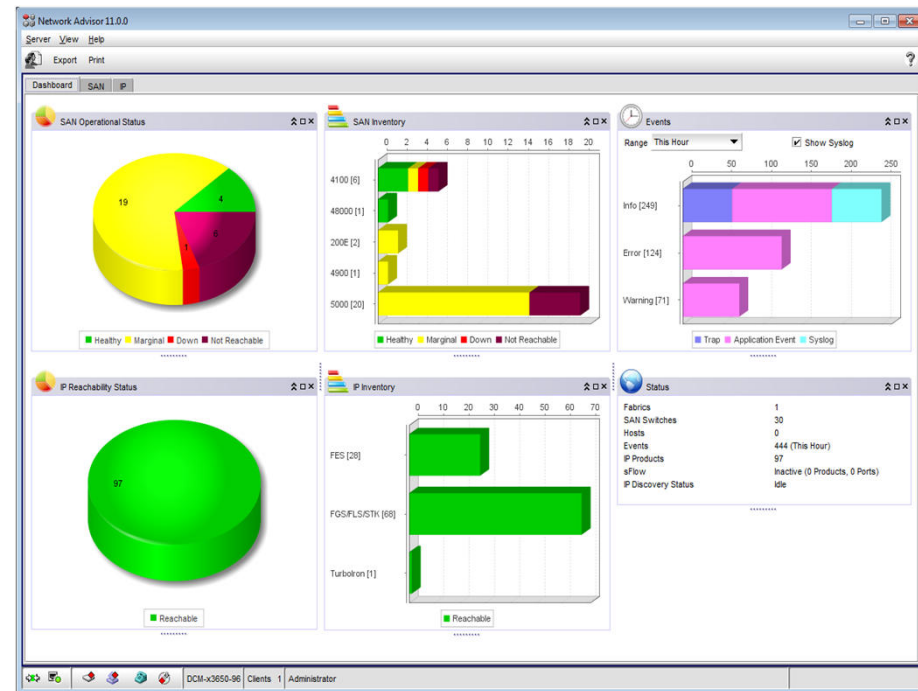 Network Advisor 11.0.0
Server View Help
Export Print
?
Dashboard SAN IP
SAN Operational Status
19
4
6
1
Healthy Marginal Down Not Reachable
SAN Inventory
0 2 4 6 8 10 12 14 16 18 20
4100 [6]
48000 [1]
200E [2]
4900 [1]
5000 [20]
Healthy Marginal Down Not Reachable
Events
Range This Hour Show Syslog
0 50 100 150 200 250
Info [249]
Error [124]
Warning [71]
Trap Application Event Syslog
IP Reachability Status
97
Reachable
IP Inventory
0 10 20 30 40 50 60 70
FES [28]
FGS/FLS/STK [68]
TurboIron [1]
Reachable
Status
Fabrics 1
SAN Switches 30
Hosts 0
Events 444 (This Hour)
IP Products 97
sFlow Inactive (0 Products, 0 Ports)
IP Discovery Status Idle
DCM-x3650-96 Clients 1 Administrator